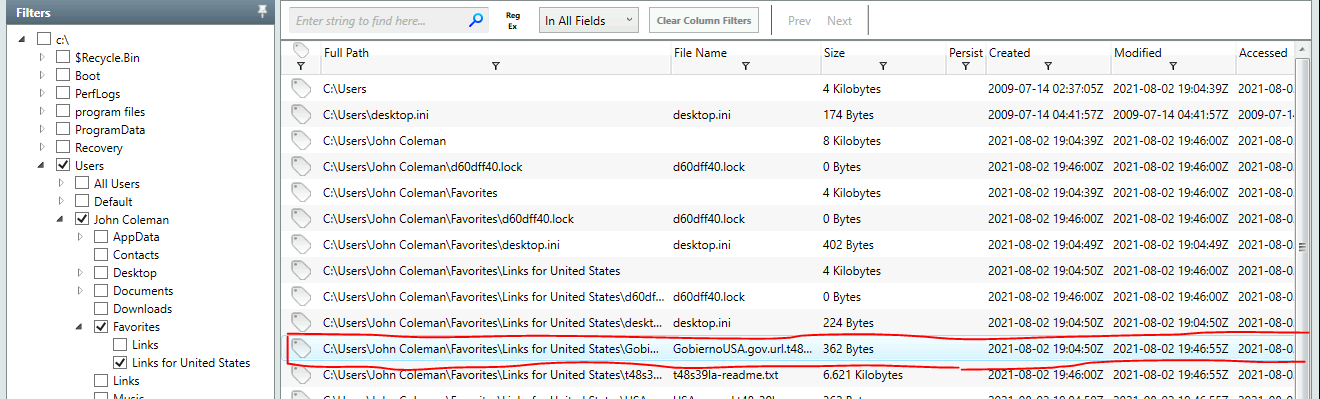 Filters
Enter string to find here...
Reg
Ex
In All Fields
Clear Column Filters
Prev Next
c:\
$Recycle.Bin
Boot
PerfLogs
program files
ProgramData
Recovery
Users
All Users
Default
John Coleman
AppData
Contacts
Desktop
Documents
Downloads
Favorites
Links
Links for United States
Links
Music
Full Path File Name Size Persist Created Modified Accessed
C:\Users 4 Kilobytes 2009-07-14 02:37:05Z 2021-08-02 19:04:39Z 2021-08-0
C:\Users\desktop.ini desktop.ini 174 Bytes 2009-07-14 04:41:57Z 2009-07-14 04:41:57Z 2009-07-14
C:\Users\John Coleman 8 Kilobytes 2021-08-02 19:04:39Z 2021-08-02 19:46:00Z 2021-08-0
C:\Users\John Coleman\d60dff40.lock d60dff40.lock 0 Bytes 2021-08-02 19:46:00Z 2021-08-02 19:46:00Z 2021-08-0
C:\Users\John Coleman\Favorites 4 Kilobytes 2021-08-02 19:04:39Z 2021-08-02 19:46:00Z 2021-08-0
C:\Users\John Coleman\Favorites\d60dff40.lock d60dff40.lock 0 Bytes 2021-08-02 19:46:00Z 2021-08-02 19:46:00Z 2021-08-0
C:\Users\John Coleman\Favorites\desktop.ini desktop.ini 402 Bytes 2021-08-02 19:04:49Z 2021-08-02 19:04:49Z 2021-08-0
C:\Users\John Coleman\Favorites\Links for United States 4 Kilobytes 2021-08-02 19:04:50Z 2021-08-02 19:46:00Z 2021-08-0
C:\Users\John Coleman\Favorites\Links for United States\d60df... d60dff40.lock 0 Bytes 2021-08-02 19:46:00Z 2021-08-02 19:46:00Z 2021-08-0
C:\Users\John Coleman\Favorites\Links for United States\deskt... desktop.ini 224 Bytes 2021-08-02 19:04:50Z 2021-08-02 19:04:50Z 2021-08-0
C:\Users\John Coleman\Favorites\Links for United States\Gobi... GobiernoUSA.gov.url.t48... 362 Bytes 2021-08-02 19:04:50Z 2021-08-02 19:46:55Z 2021-08-0
C:\Users\John Coleman\Favorites\Links for United States\t48s3... t48s39la-readme.txt 6.621 Kilobytes 2021-08-02 19:46:00Z 2021-08-02 19:46:55Z 2021-08-0